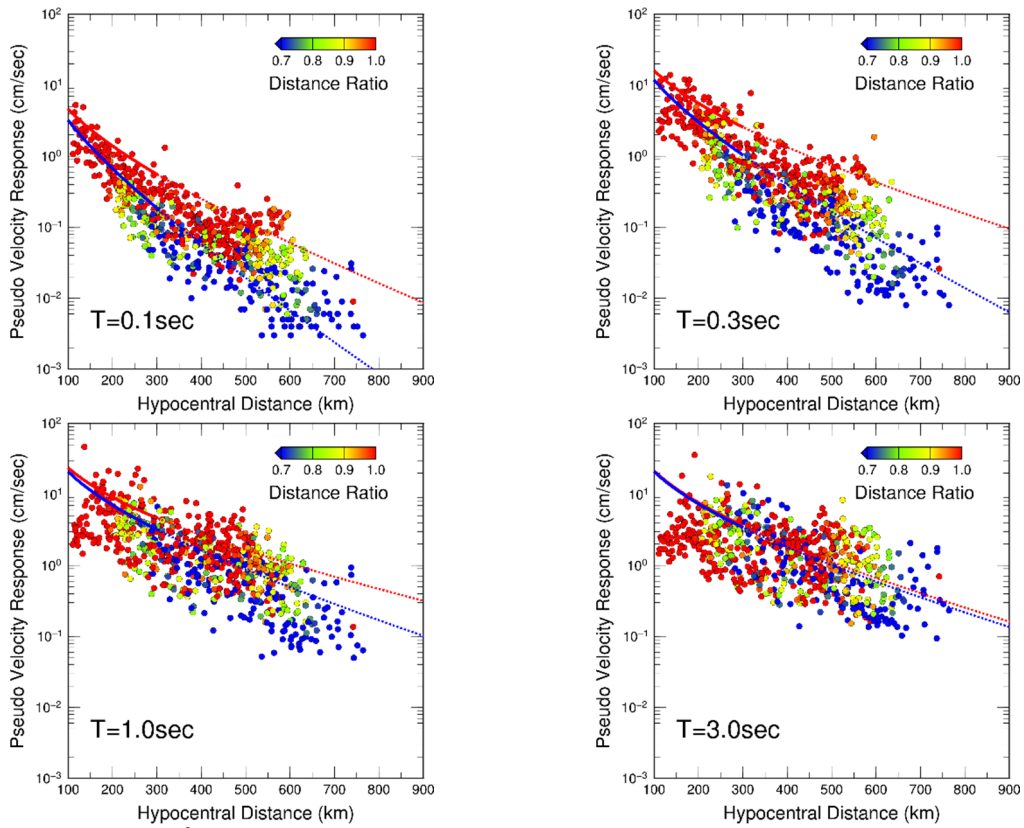 10² 10²
0.7 0.8 0.9 1.0 0.7 0.8 0.9 1.0
Distance Ratio Distance Ratio
10¹ 10¹
10⁰ 10⁰
Pseudo Velocity Response (cm/sec) Pseudo Velocity Response (cm/sec)
10⁻¹ 10⁻¹
10⁻² 10⁻²
T=0.1sec T=0.3sec
10⁻³ 10⁻³
100 200 300 400 500 600 700 800 900 100 200 300 400 500 600 700 800 900
Hypocentral Distance (km) Hypocentral Distance (km)
10² 10²
0.7 0.8 0.9 1.0 0.7 0.8 0.9 1.0
Distance Ratio Distance Ratio
10¹ 10¹
10⁰ 10⁰
Pseudo Velocity Response (cm/sec) Pseudo Velocity Response (cm/sec)
10⁻¹ 10⁻¹
10⁻² 10⁻²
T=1.0sec T=3.0sec
10⁻³ 10⁻³
100 200 300 400 500 600 700 800 900 100 200 300 400 500 600 700 800 900
Hypocentral Distance (km) Hypocentral Distance (km)